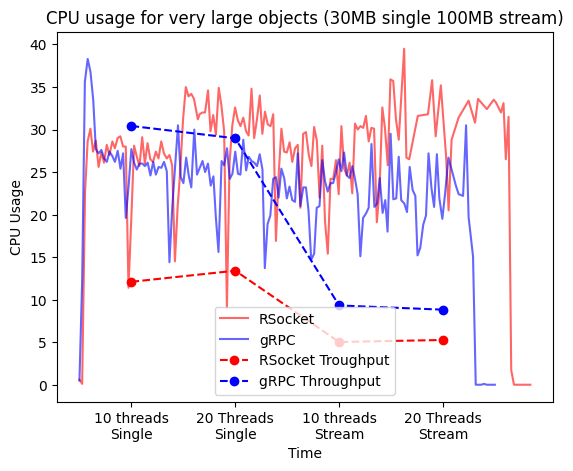 CPU usage for very large objects (30MB single 100MB stream)
CPU Usage
40
35
30
25
20
15
10
5
0
RSocket
gRPC
RSocket Troughput
gRPC Throughput
10 threads
Single
20 Threads
Single
10 threads
Stream
20 Threads
Stream
Time